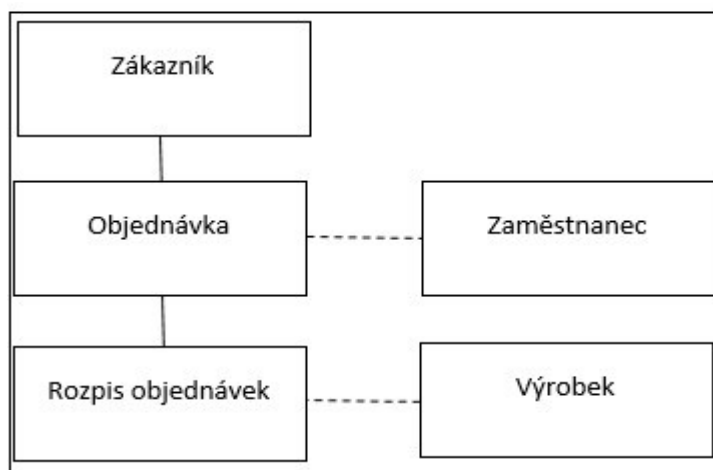 Zákazník
Objednávka
Zaměstnanec
Rozpis objednávek
Výrobek